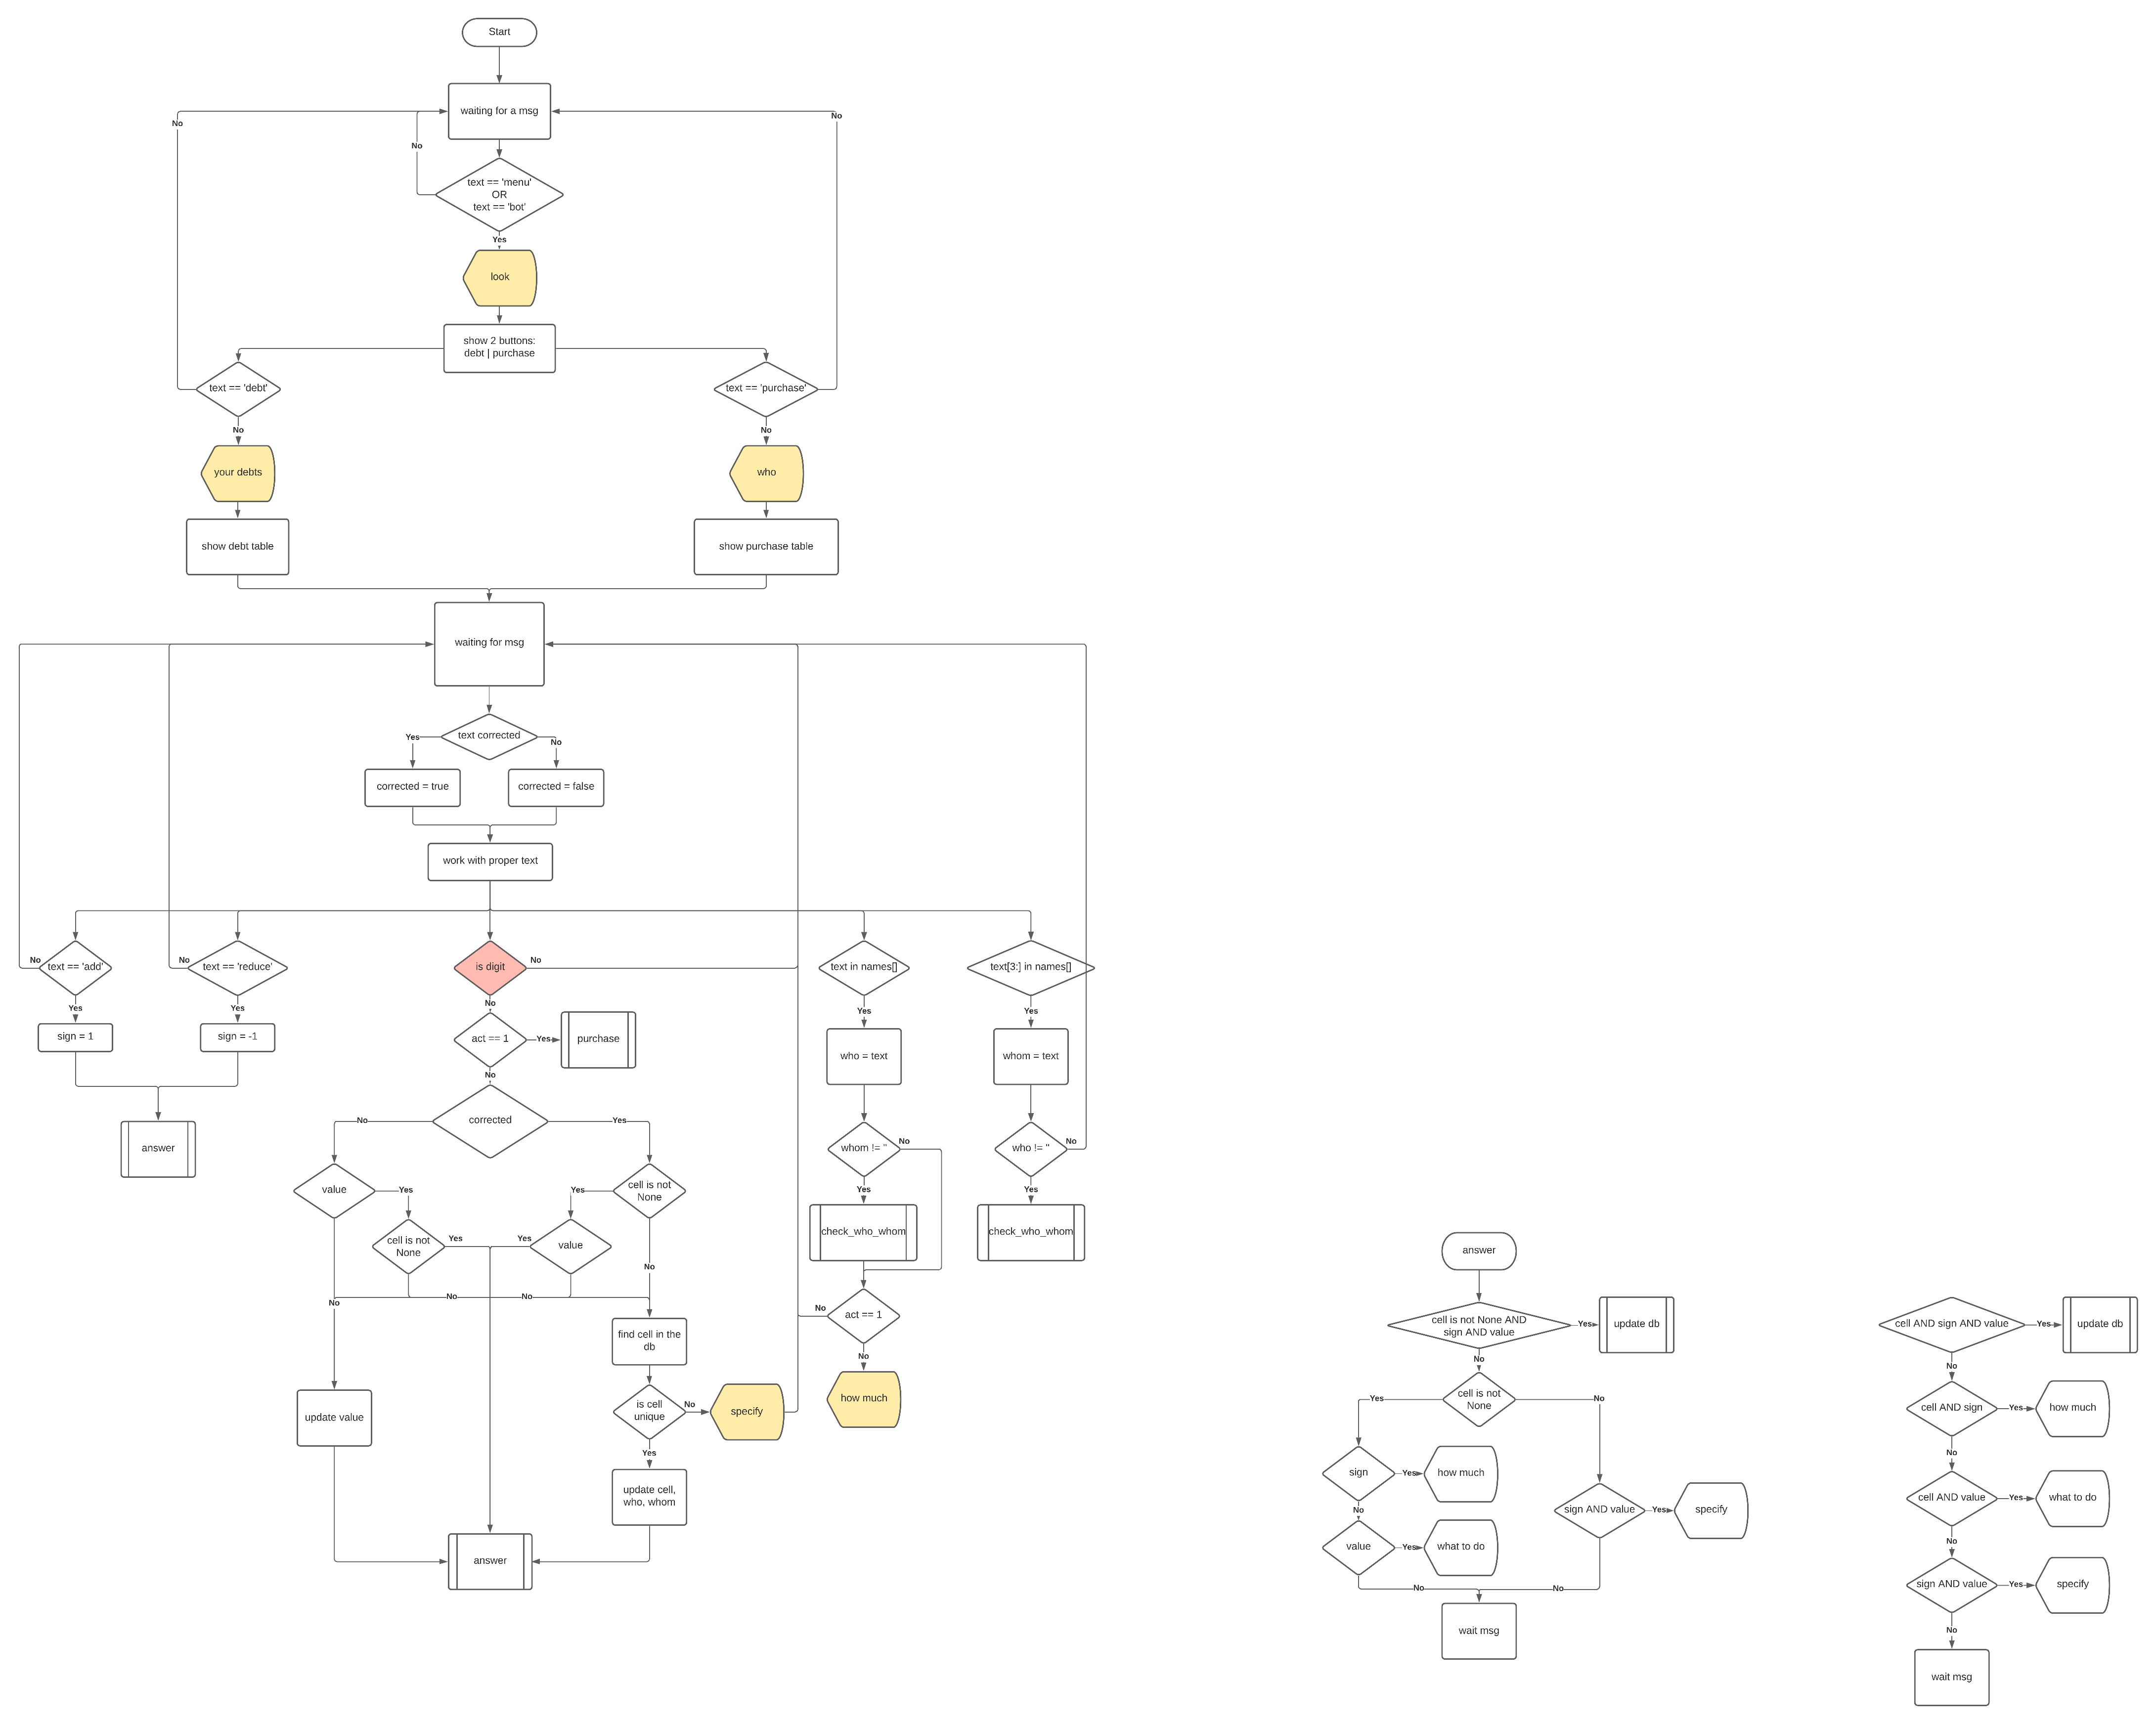 Start
waiting for a msg
No
No
No
text == 'menu'
OR
text == 'bot'
Yes
look
show 2 buttons:
debt | purchase
text == 'debt'
text == 'purchase'
No
No
your debts
who
show debt table
show purchase table
waiting for msg
text corrected
Yes
No
corrected = true
corrected = false
work with proper text
No
text == 'add'
No
text == 'reduce'
is digit
No
text in names[]
text[3:] in names[]
Yes
Yes
No
Yes
Yes
sign = 1
sign = -1
act == 1
Yes
purchase
who = text
whom = text
No
corrected
No
Yes
answer
whom != ''
No
who != ''
No
value
Yes
Yes
cell is not
None
Yes
Yes
cell is not
None
Yes
Yes
value
check_who_whom
check_who_whom
No
No
No
No
find cell in the
db
No
act == 1
No
is cell
unique
No
specify
how much
update value
Yes
update cell,
who, whom
answer
answer
cell is not None AND
sign AND value
Yes
update db
No
cell is not
None
Yes
No
sign
Yes
how much
No
sign AND value
Yes
specify
value
Yes
what to do
No
No
wait msg
cell AND sign AND value
Yes
update db
No
cell AND sign
Yes
how much
No
cell AND value
Yes
what to do
No
sign AND value
Yes
specify
No
wait msg